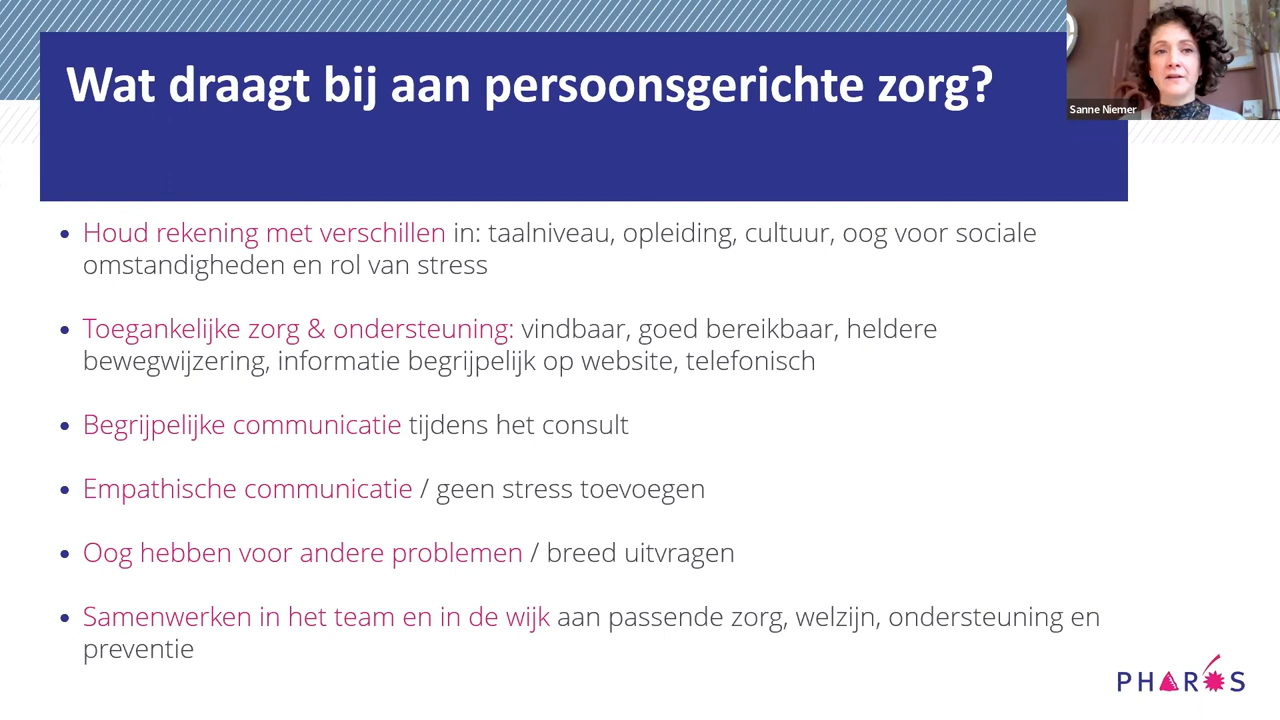 Wat draagt bij aan persoonsgerichte zorg?
Sanne Niemer
• Houd rekening met verschillen in: taalniveau, opleiding, cultuur, oog voor sociale
omstandigheden en rol van stress
• Toegankelijke zorg & ondersteuning: vindbaar, goed bereikbaar, heldere
bewegwijzering, informatie begrijpelijk op website, telefonisch
• Begrijpelijke communicatie tijdens het consult
• Empathische communicatie / geen stress toevoegen
• Oog hebben voor andere problemen / breed uitvragen
• Samenwerken in het team en in de wijk aan passende zorg, welzijn, ondersteuning en
preventie
PHAROS